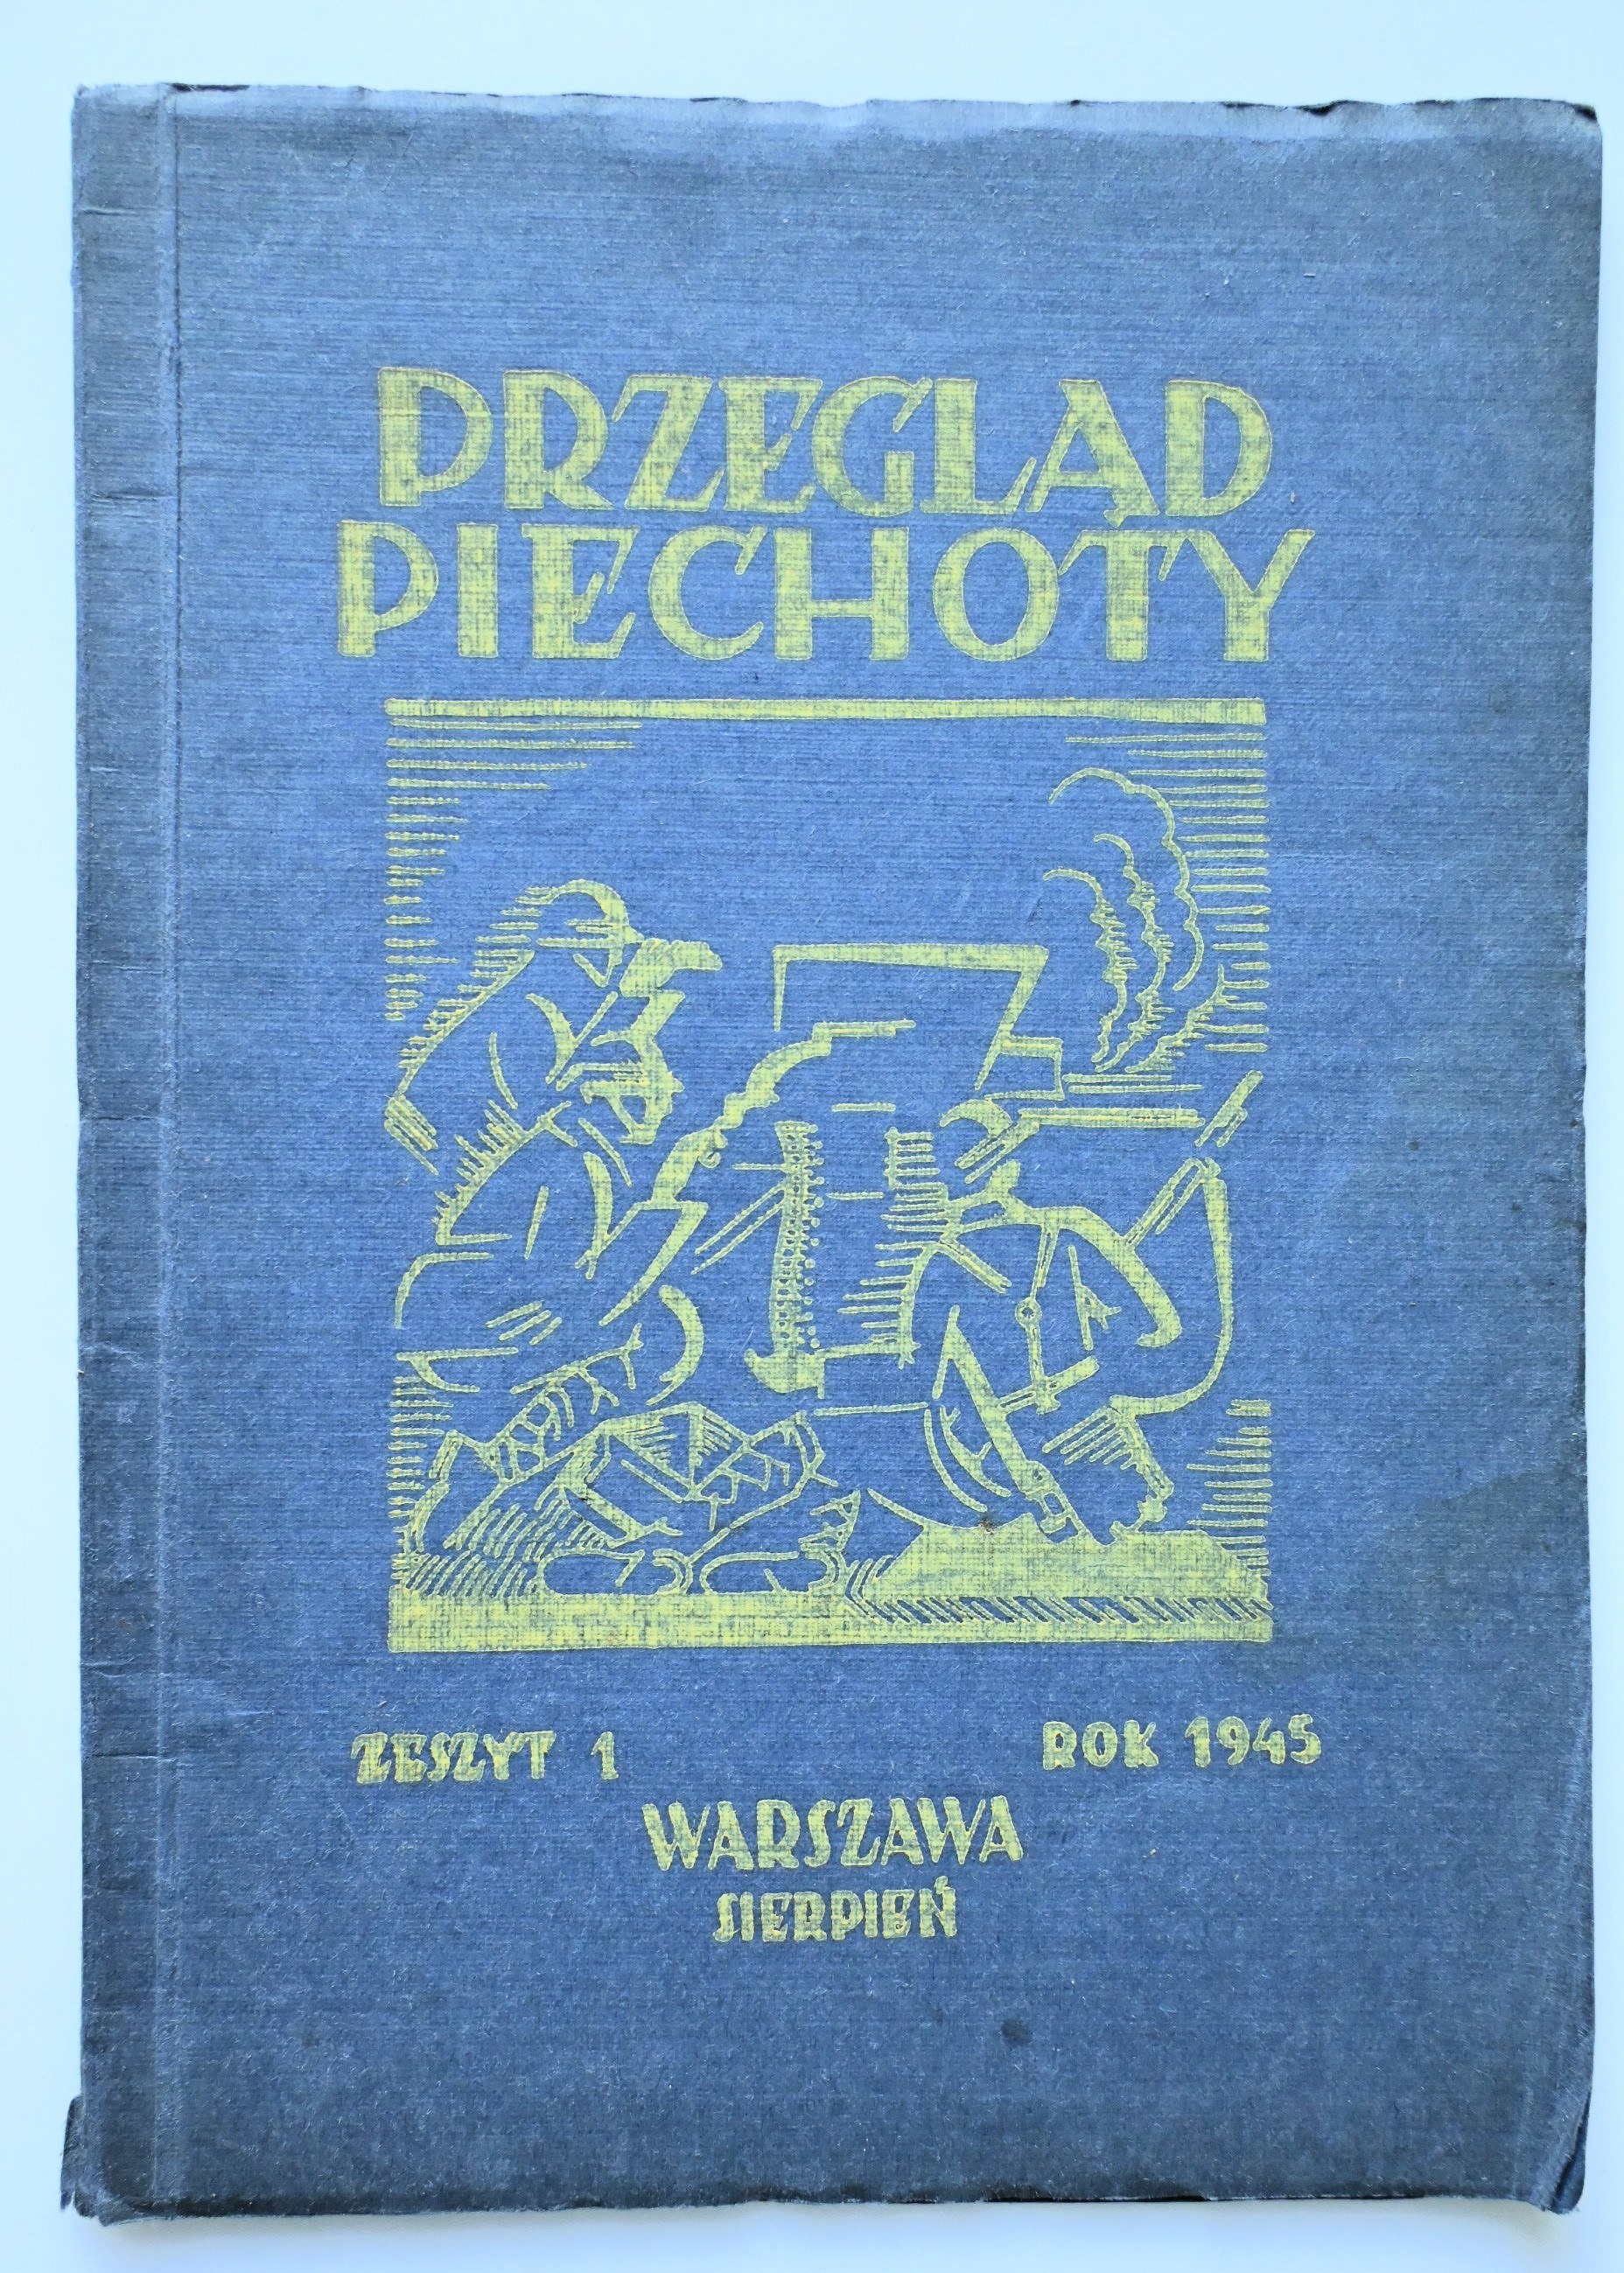 PRZEGLĄD
PIECHOTY
ZESZYT 1
ROK 1945
WARSZAWA
SIERPIEŃ